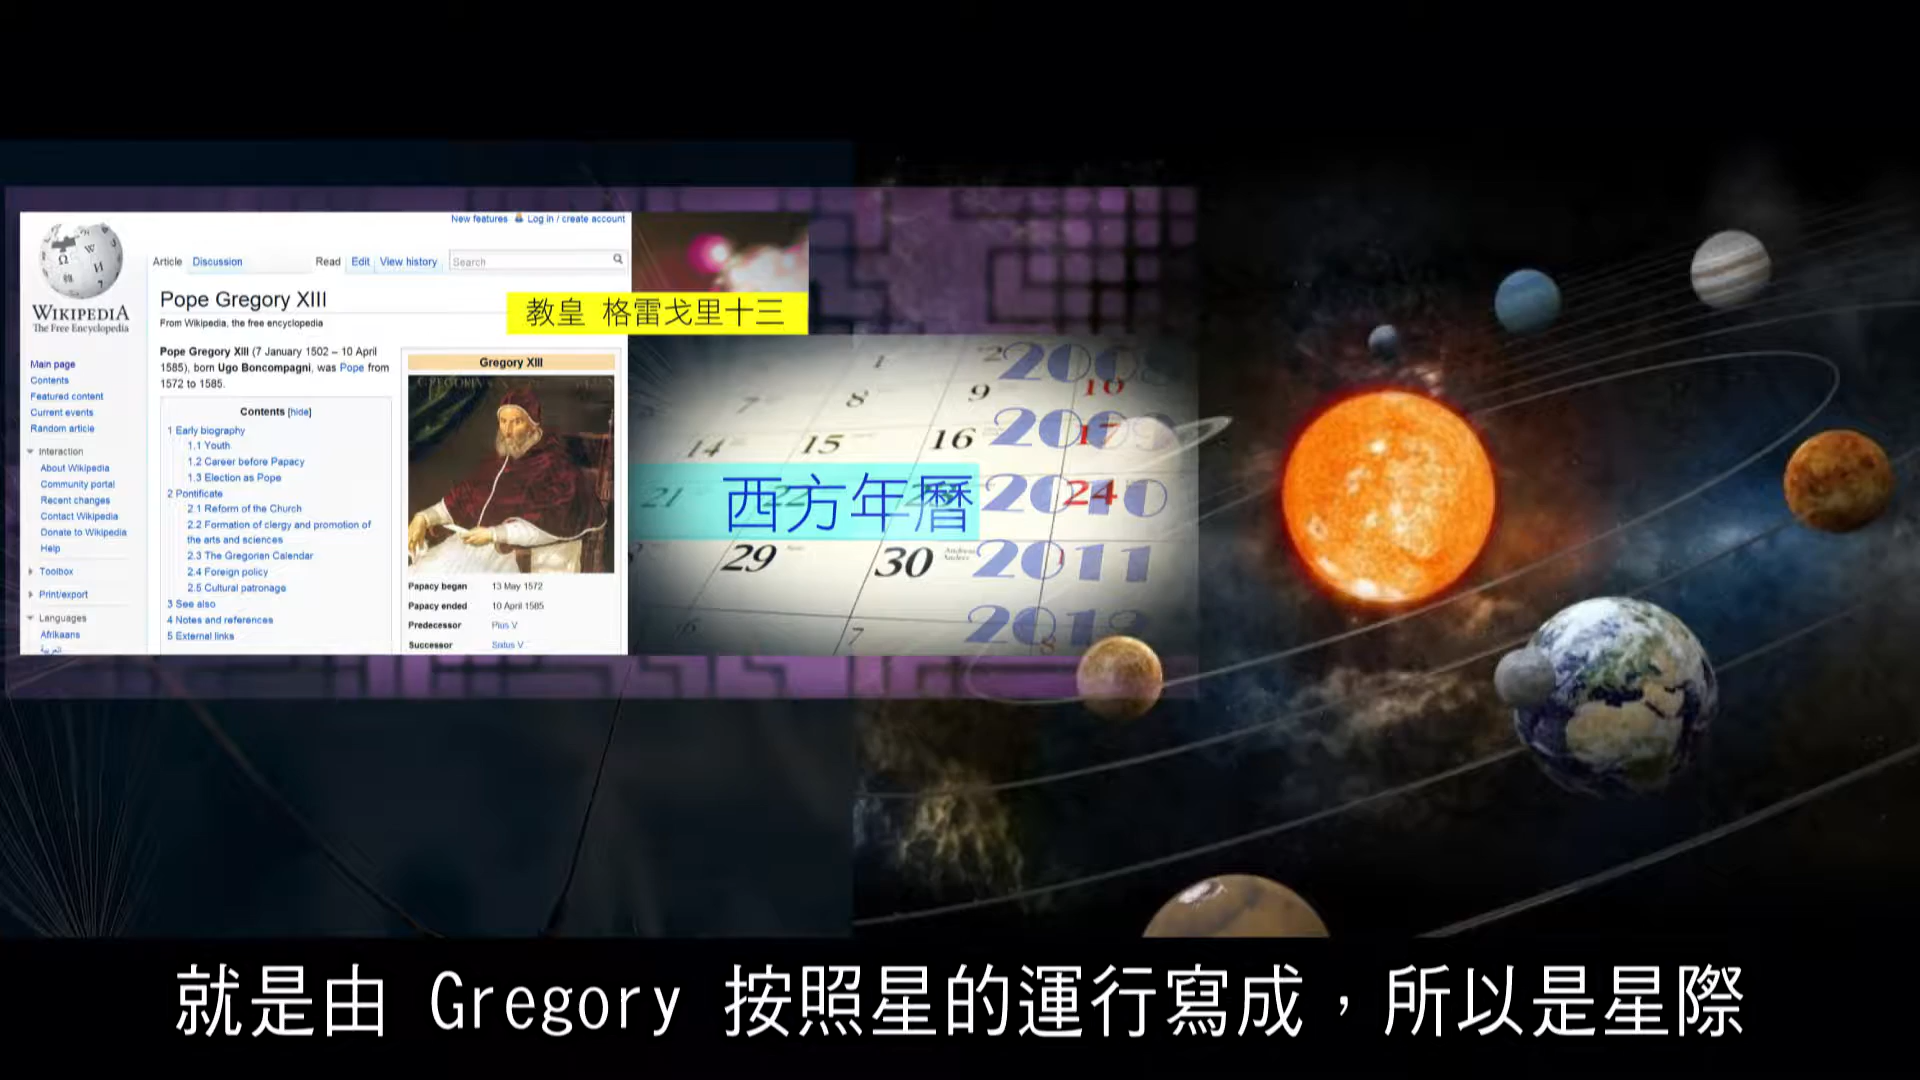 New features Log in / create account
Article Discussion Read Edit View history Search
WIKIPEDIA
The Free Encyclopedia
Pope Gregory XIII
From Wikipedia, the free encyclopedia
教皇 格雷戈里十三
Pope Gregory XIII (7 January 1502 – 10 April
1585), born Ugo Boncompagni, was Pope from
1572 to 1585.
Main page
Contents
Featured content
Current events
Random article
Interaction
About Wikipedia
Community portal
Recent changes
Contact Wikipedia
Donate to Wikipedia
Help
Toolbox
Print/export
Languages
Afrikaans
العربية
Contents [hide]
1 Early biography
1.1 Youth
1.2 Career before Papacy
1.3 Election as Pope
2 Pontificate
2.1 Reform of the Church
2.2 Formation of clergy and promotion of
the arts and sciences
2.3 The Gregorian Calendar
2.4 Foreign policy
2.5 Cultural patronage
3 See also
4 Notes and references
5 External links
Gregory XIII
Papacy began 13 May 1572
Papacy ended 10 April 1585
Predecessor Pius V
Successor Sixtus V
1 2 2008
7 8 9 10
2009
14 15 16 17
西方年曆
21 22 23 24
2010
29 30
2011
2012
6 7 8
就是由 Gregory 按照星的運行寫成，所以是星際